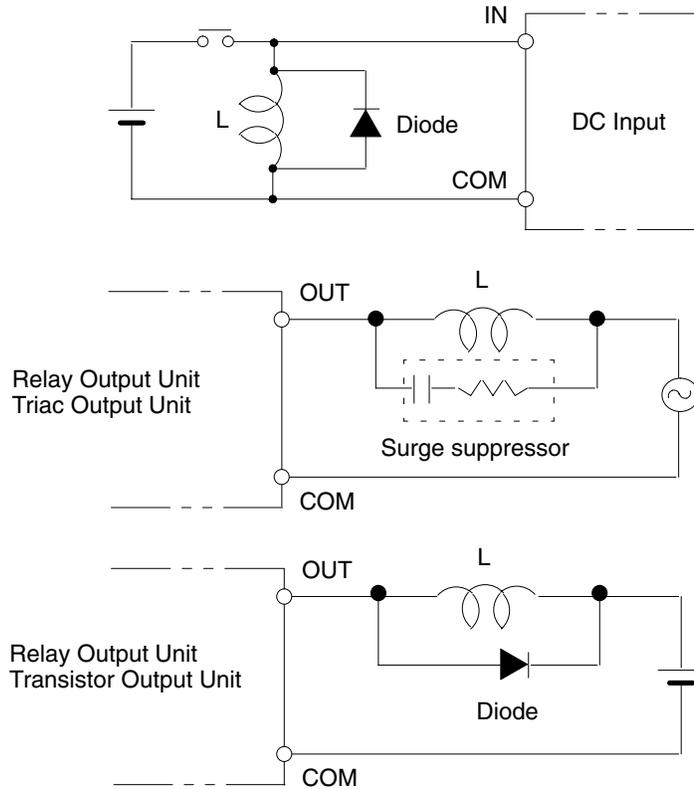 IN
L
Diode
DC Input
COM
L
OUT
Relay Output Unit
Triac Output Unit
Surge suppressor
COM
L
OUT
Relay Output Unit
Transistor Output Unit
Diode
COM